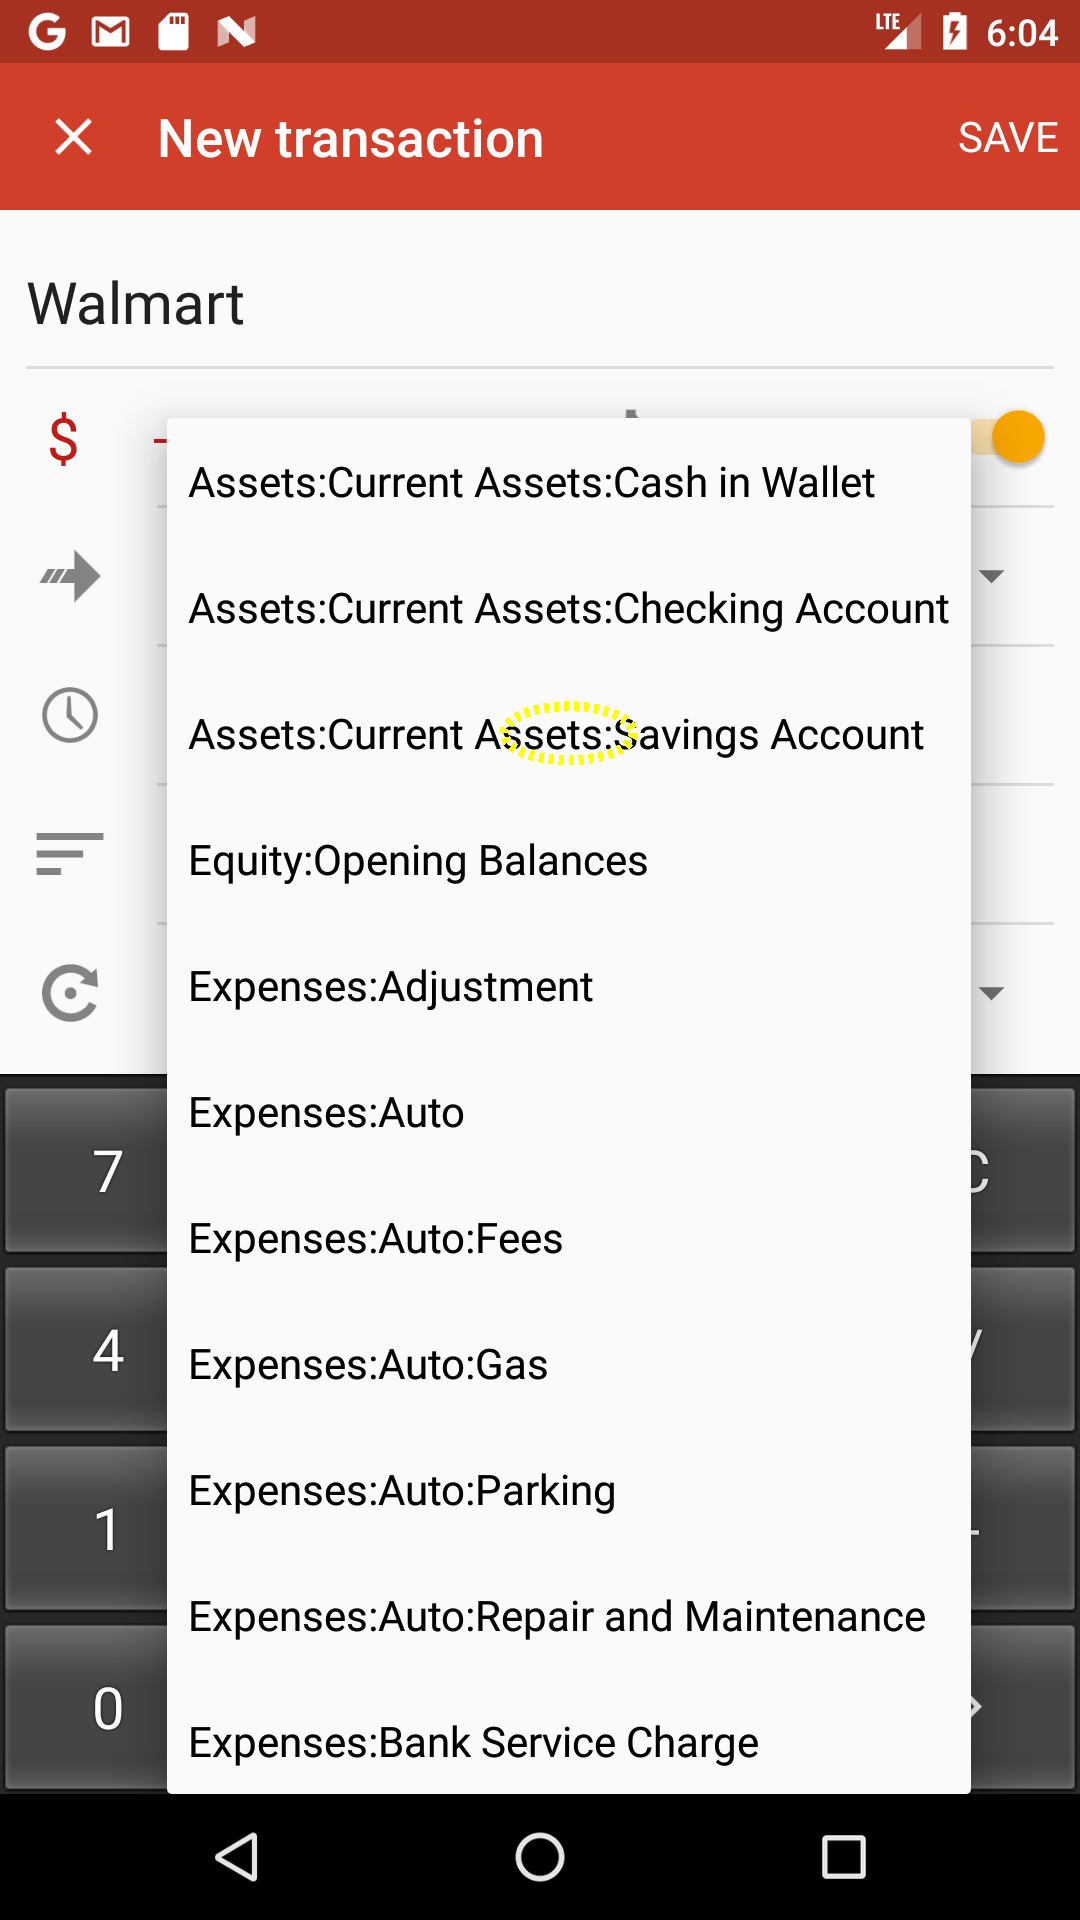 LTE 6:04
New transaction SAVE
Walmart
$ -
Assets:Current Assets:Cash in Wallet
Assets:Current Assets:Checking Account
Assets:Current Assets:Savings Account
Equity:Opening Balances
Expenses:Adjustment
Expenses:Auto
Expenses:Auto:Fees
7 C
Expenses:Auto:Gas
4 /
Expenses:Auto:Parking
1
Expenses:Auto:Repair and Maintenance
0
Expenses:Bank Service Charge